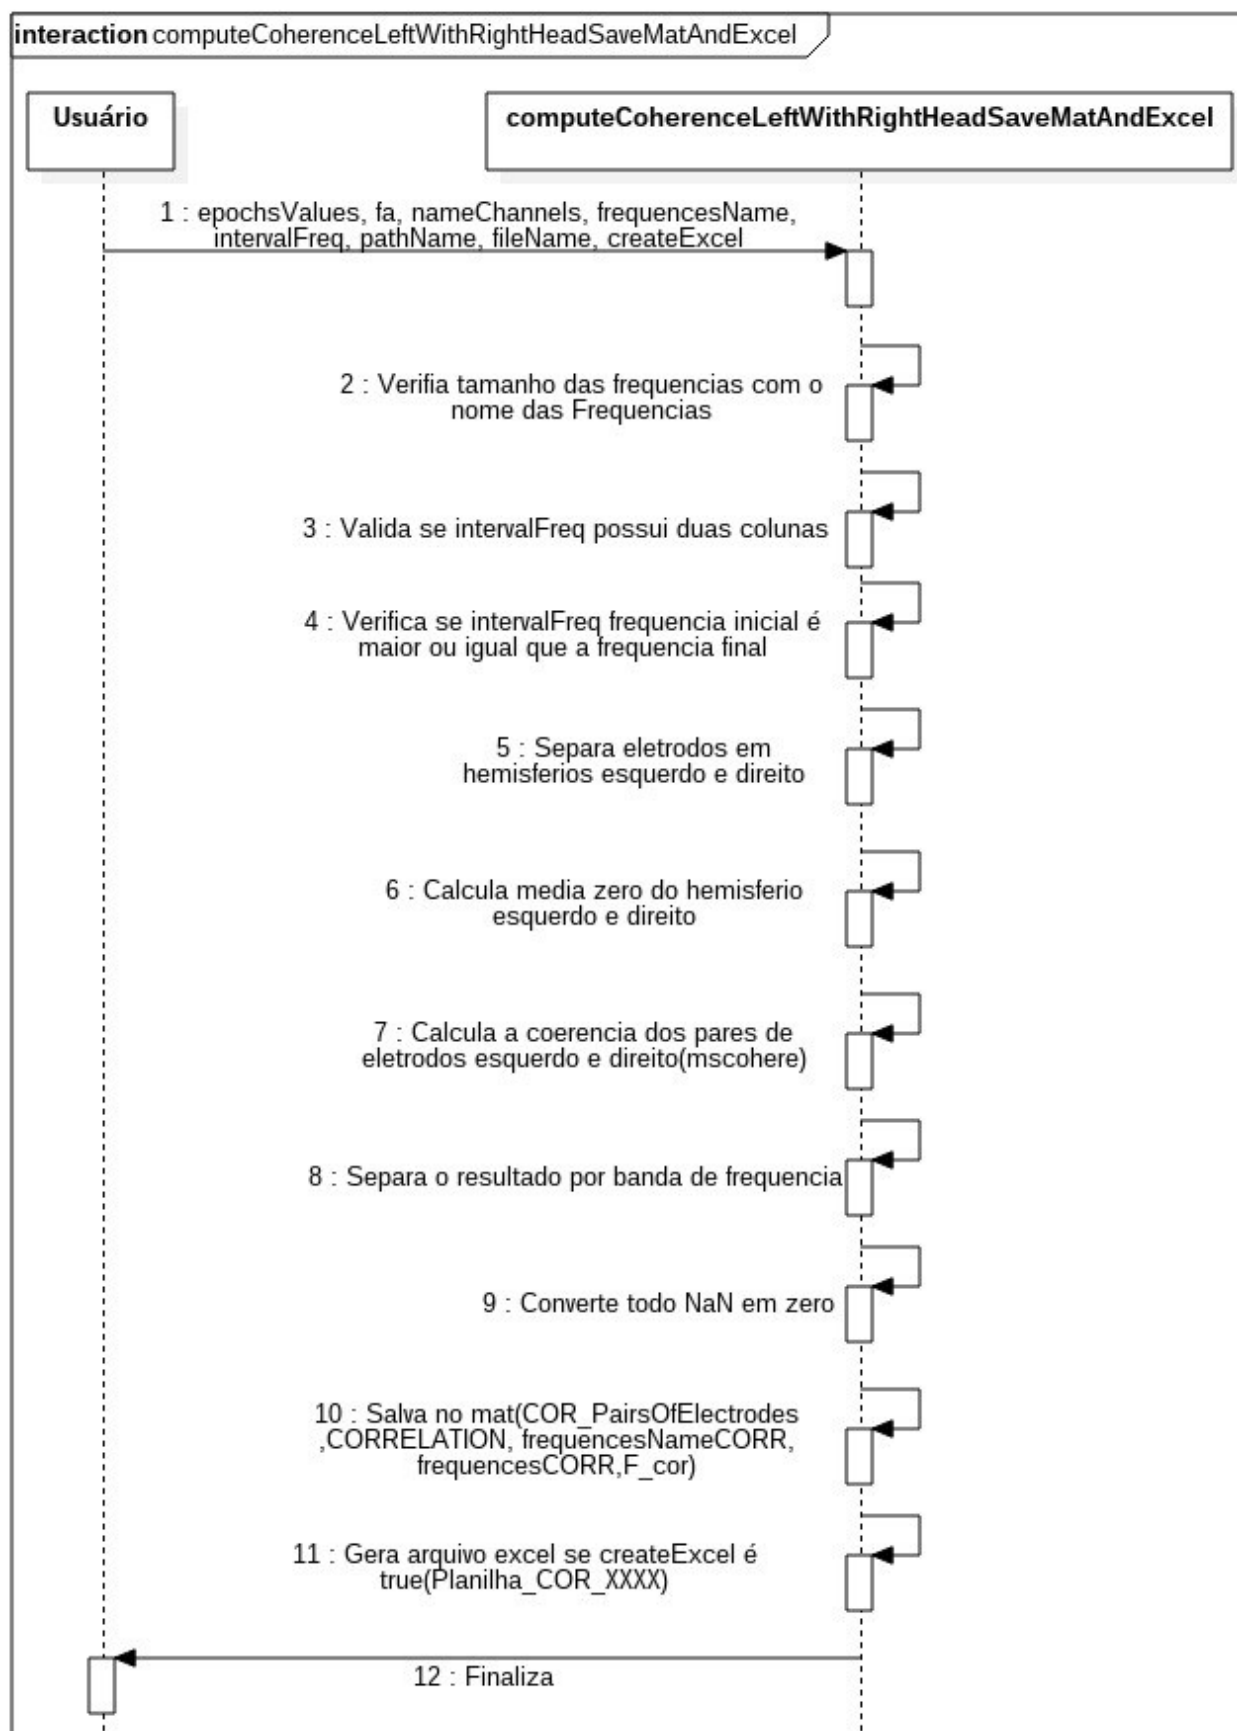 interaction computeCoherenceLeftWithRightHeadSaveMatAndExcel
Usuário
computeCoherenceLeftWithRightHeadSaveMatAndExcel
1 : epochsValues, fa, nameChannels, frequencesName,
intervalFreq, pathName, fileName, createExcel
2 : Verifia tamanho das frequencias com o
nome das Frequencias
3 : Valida se intervalFreq possui duas colunas
4 : Verifica se intervalFreq frequencia inicial é
maior ou igual que a frequencia final
5 : Separa eletrodos em
hemisferios esquerdo e direito
6 : Calcula media zero do hemisferio
esquerdo e direito
7 : Calcula a coerencia dos pares de
eletrodos esquerdo e direito(mscohere)
8 : Separa o resultado por banda de frequencia
9 : Converte todo NaN em zero
10 : Salva no mat(COR_PairsOfElectrodes
,CORRELATION, frequencesNameCORR,
frequencesCORR,F_cor)
11 : Gera arquivo excel se createExcel é
true(Planilha_COR_XXXX)
12 : Finaliza